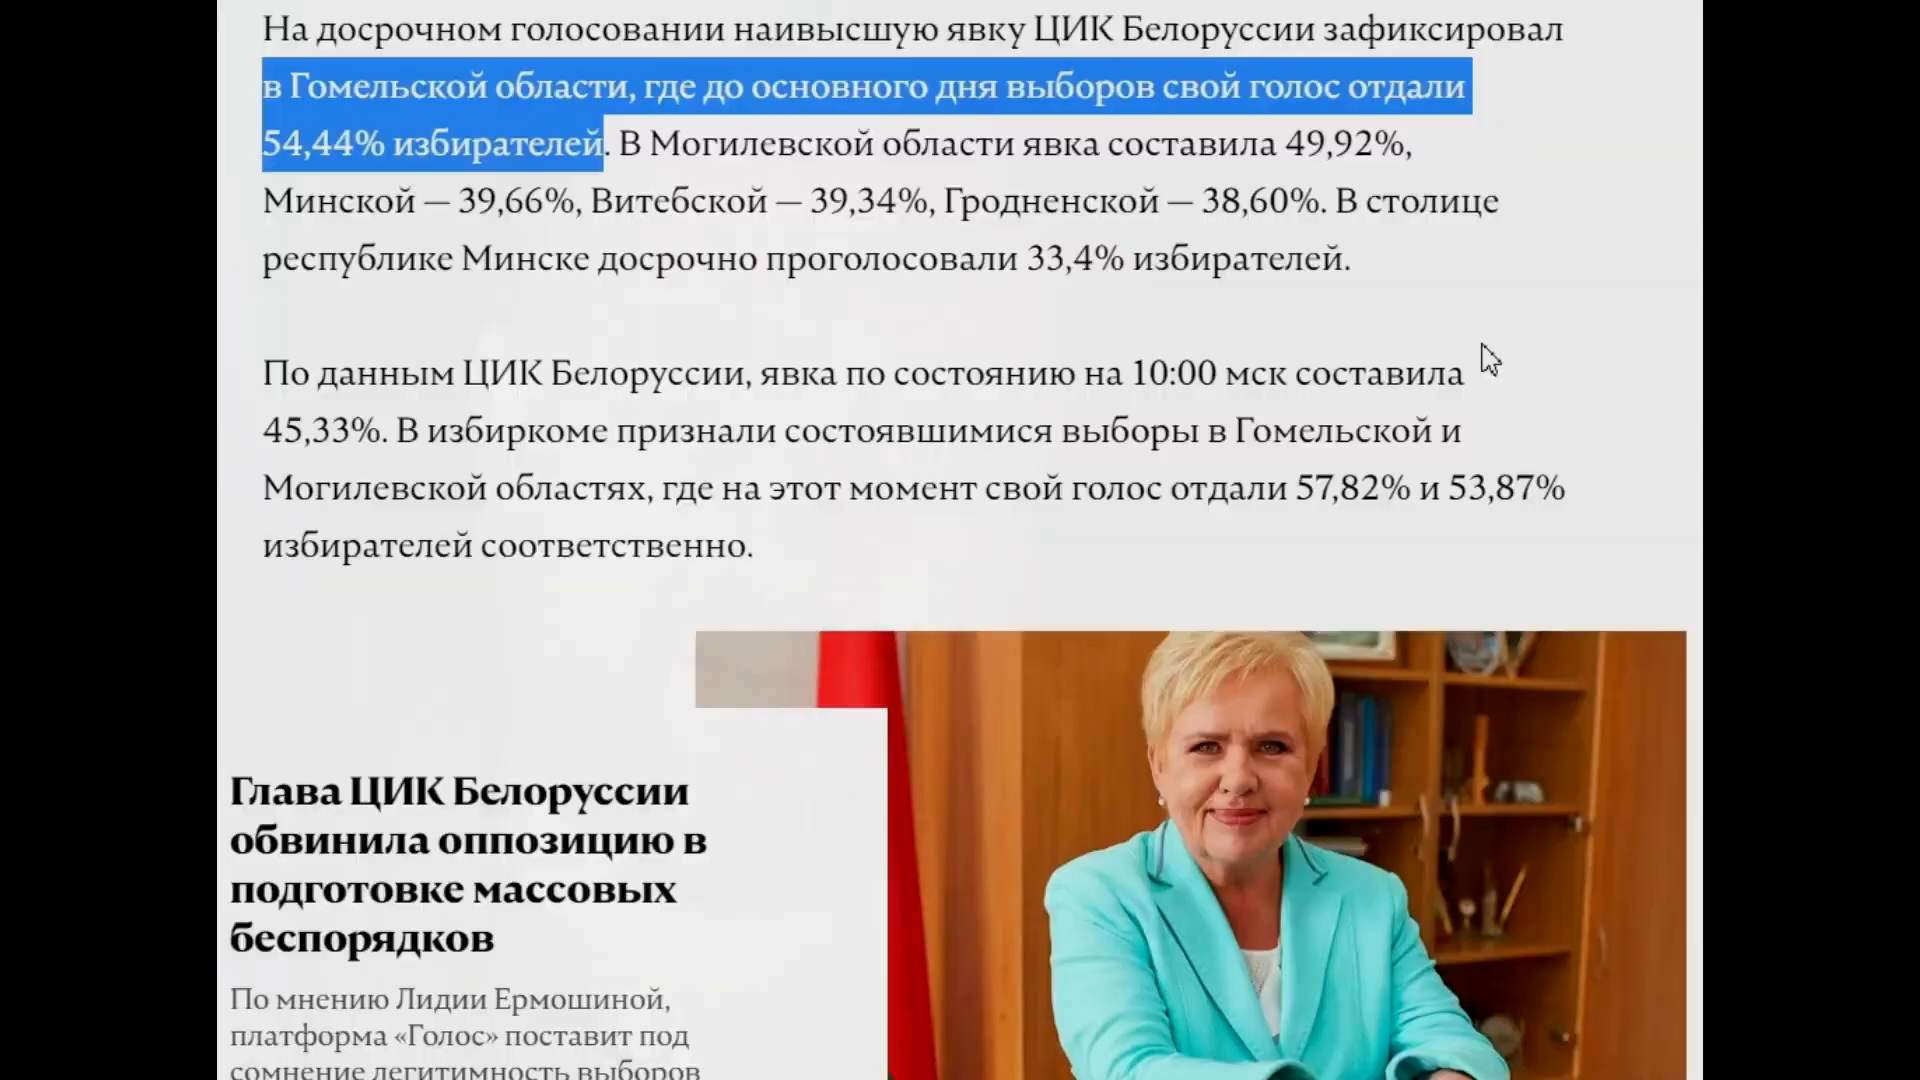 На досрочном голосовании наивысшую явку ЦИК Белоруссии зафиксировал
в Гомельской области, где до основного дня выборов свой голос отдали
54,44% избирателей. В Могилевской области явка составила 49,92%,
Минской — 39,66%, Витебской — 39,34%, Гродненской — 38,60%. В столице
республике Минске досрочно проголосовали 33,4% избирателей.
По данным ЦИК Белоруссии, явка по состоянию на 10:00 мск составила
45,33%. В избиркоме признали состоявшимися выборы в Гомельской и
Могилевской областях, где на этот момент свой голос отдали 57,82% и 53,87%
избирателей соответственно.
Глава ЦИК Белоруссии
обвинила оппозицию в
подготовке массовых
беспорядков
По мнению Лидии Ермошиной,
платформа «Голос» поставит под
сомнение легитимность выборов